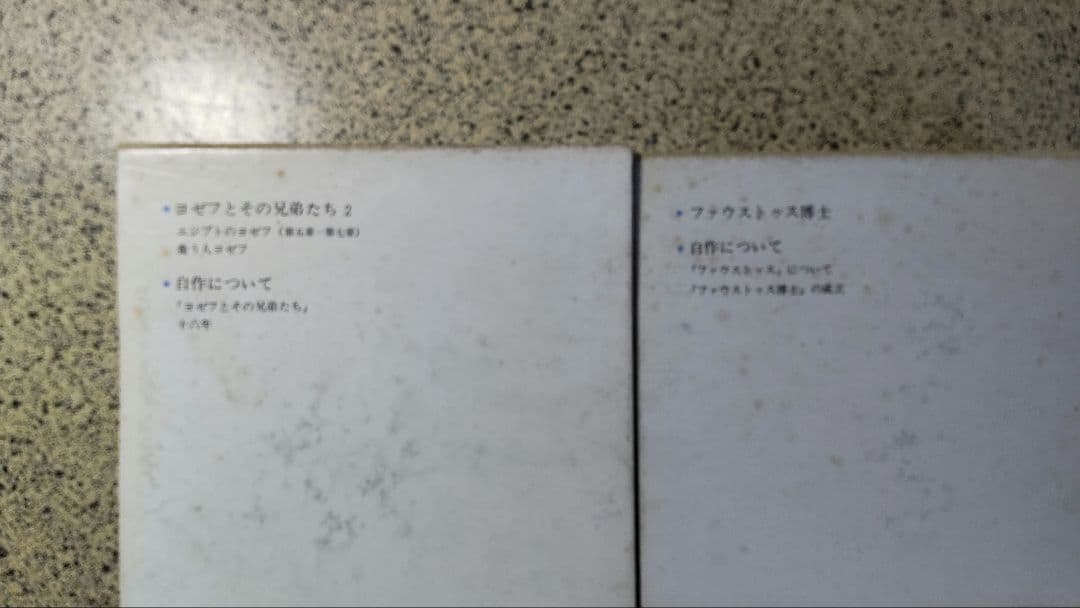 ・ヨゼフとその兄弟たち 2
エジプトのヨゼフ（第五章―第七章）
養う人ヨゼフ
・自作について
『ヨゼフとその兄弟たち』
十六年
・ファウストゥス博士
・自作について
『ファウストゥス』について
『ファウストゥス博士』の成立